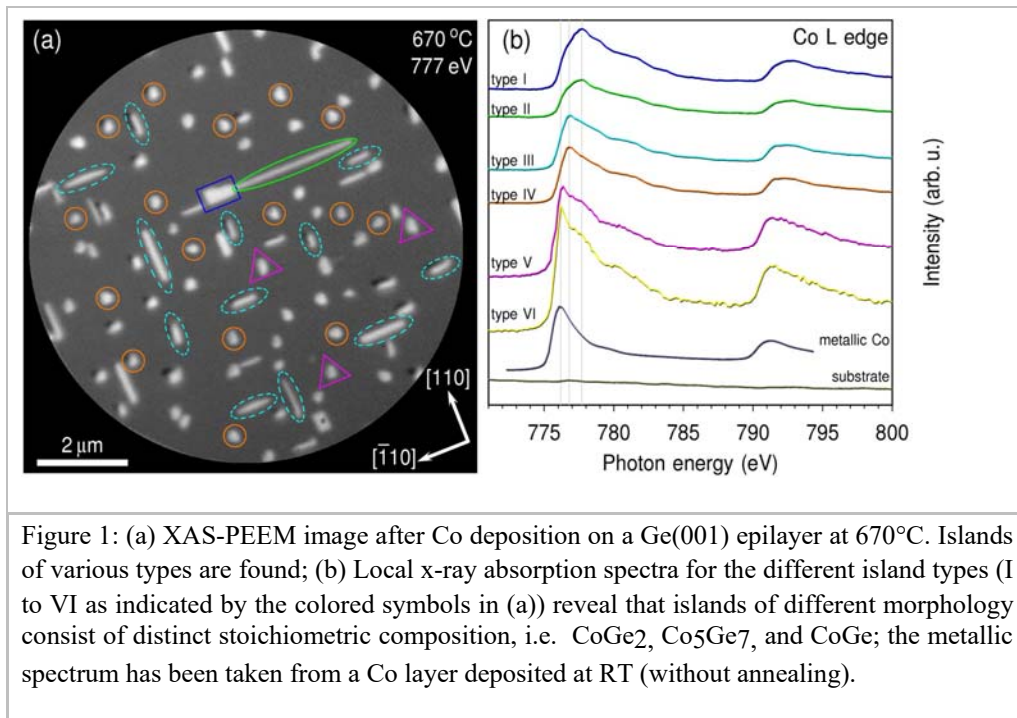 (a)
670 °C
777 eV
[110]
[1̅10]
2 μm
(b)
Co L edge
type I
type II
type III
type IV
type V
type VI
metallic Co
substrate
775 780 785 790 795 800
Photon energy (eV)
Intensity (arb. u.)
Figure 1: (a) XAS-PEEM image after Co deposition on a Ge(001) epilayer at 670°C. Islands
of various types are found; (b) Local x-ray absorption spectra for the different island types (I
to VI as indicated by the colored symbols in (a)) reveal that islands of different morphology
consist of distinct stoichiometric composition, i.e. CoGe2, Co5Ge7, and CoGe; the metallic
spectrum has been taken from a Co layer deposited at RT (without annealing).